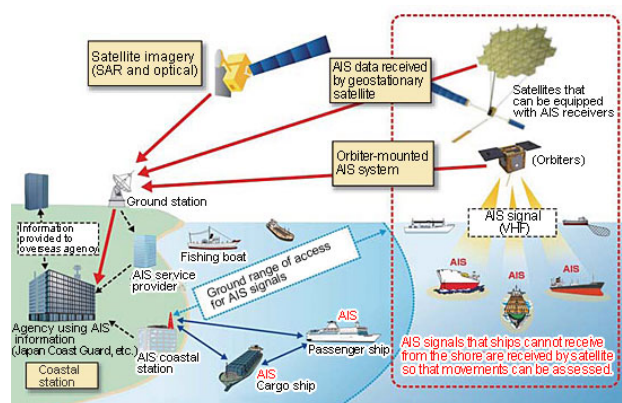 Satellite imagery
(SAR and optical)
AIS data received
by geostationary
satellite
Satellites that
can be equipped
with AIS receivers
Orbiter-mounted
AIS system
(Orbiters)
Ground station
AIS signal
(VHF)
Information
provided to
overseas agency
AIS service
provider
Fishing boat
Ground range of access
for AIS signals
AIS
AIS
AIS
Agency using AIS
information
(Japan Coast Guard, etc.)
Coastal
station
AIS coastal
station
AIS
Passenger ship
AIS
Cargo ship
AIS signals that ships cannot receive
from the shore are received by satellite
so that movements can be assessed.